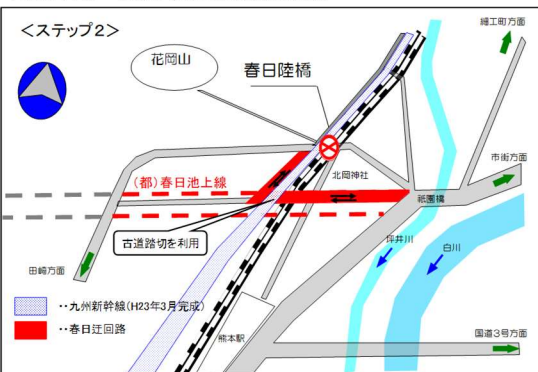 <ステップ2>
細工町方面
花岡山
春日陸橋
市街方面
北岡神社
(都)春日池上線
祇園橋
古道踏切を利用
坪井川
白川
田崎方面
‥九州新幹線(H23年3月完成)
‥春日迂回路
熊本駅
国道3号方面